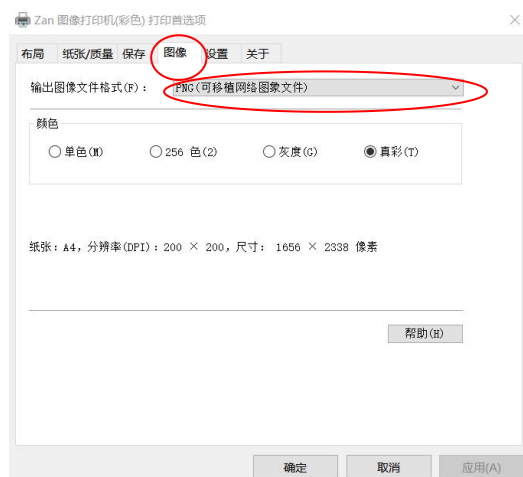 Zan 图像打印机(彩色) 打印首选项
布局 纸张/质量 保存 图像 设置 关于
输出图像文件格式(F): PNG(可移植网络图象文件)
颜色
单色(M) 256 色(2) 灰度(G) 真彩(T)
纸张: A4, 分辨率(DPI): 200 × 200, 尺寸: 1656 × 2338 像素
帮助(H)
确定 取消 应用(A)